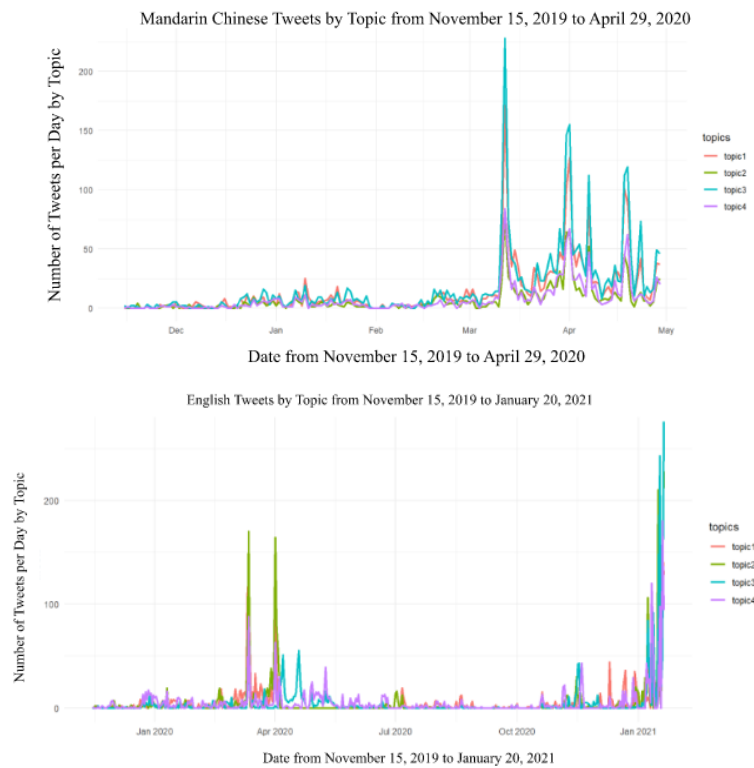 Mandarin Chinese Tweets by Topic from November 15, 2019 to April 29, 2020
Number of Tweets per Day by Topic
200
150
100
50
0
Dec
Jan
Feb
Mar
Apr
May
topics
topic1
topic2
topic3
topic4
Date from November 15, 2019 to April 29, 2020
English Tweets by Topic from November 15, 2019 to January 20, 2021
Number of Tweets per Day by Topic
200
100
0
Jan 2020
Apr 2020
Jul 2020
Oct 2020
Jan 2021
topics
topic1
topic2
topic3
topic4
Date from November 15, 2019 to January 20, 2021